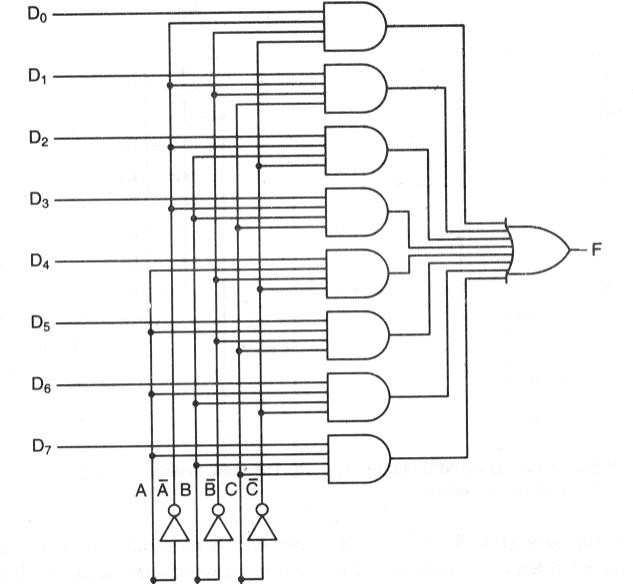 D₀
D₁
D₂
D₃
D₄
F
D₅
D₆
D₇
A A̅ B B̅ C C̅